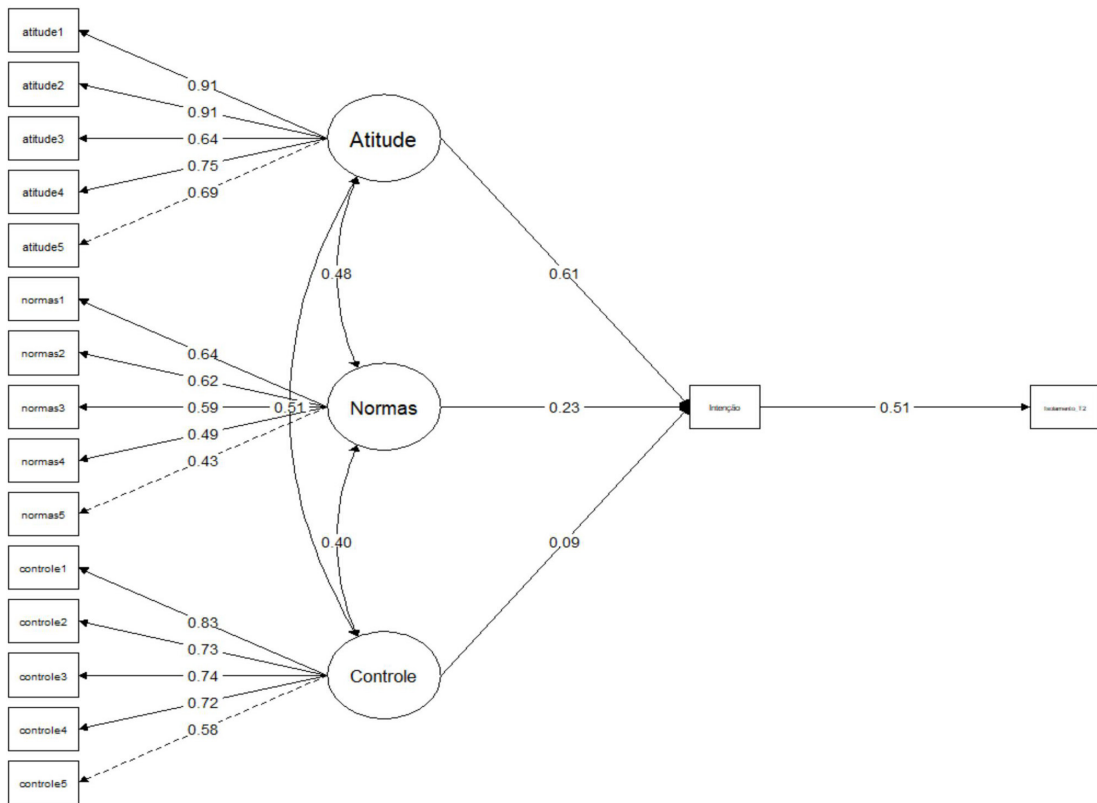 atitude1
0.91
atitude2
0.91
atitude3
0.64
atitude4
0.75
atitude5
0.69
Atitude
0.48
0.61
normas1
0.64
normas2
0.62
normas3
0.59
0.51
Normas
0.23
Intenção
0.51
Isolamento_T2
normas4
0.49
normas5
0.43
0.40
0.09
controle1
0.83
controle2
0.73
controle3
0.74
Controle
controle4
0.72
controle5
0.58